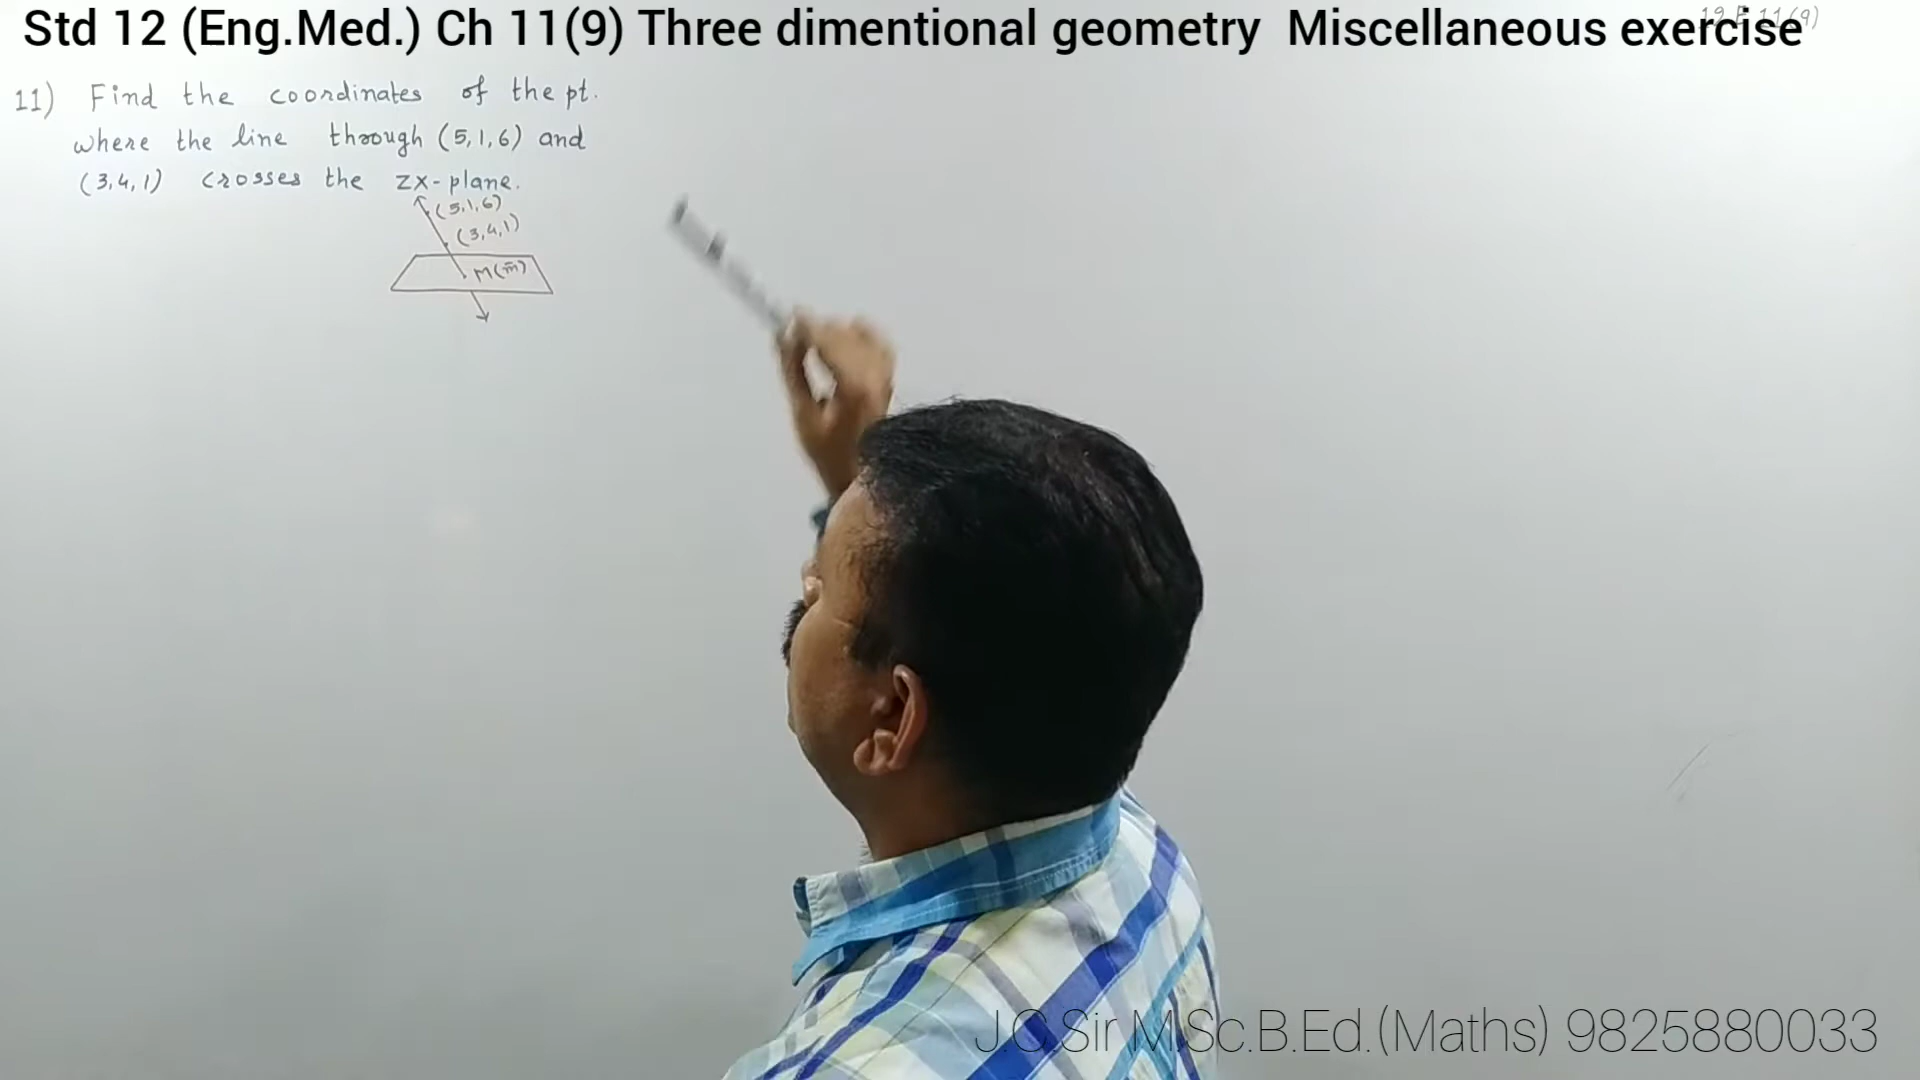 Std 12 (Eng.Med.) Ch 11(9) Three dimentional geometry Miscellaneous exercise
11) Find the coordinates of the pt.
where the line through (5,1,6) and
(3,4,1) crosses the zx-plane.
(5,1,6)
(3,4,1)
M(m̄)
J.C.Sir M.Sc.B.Ed.(Maths) 9825880033